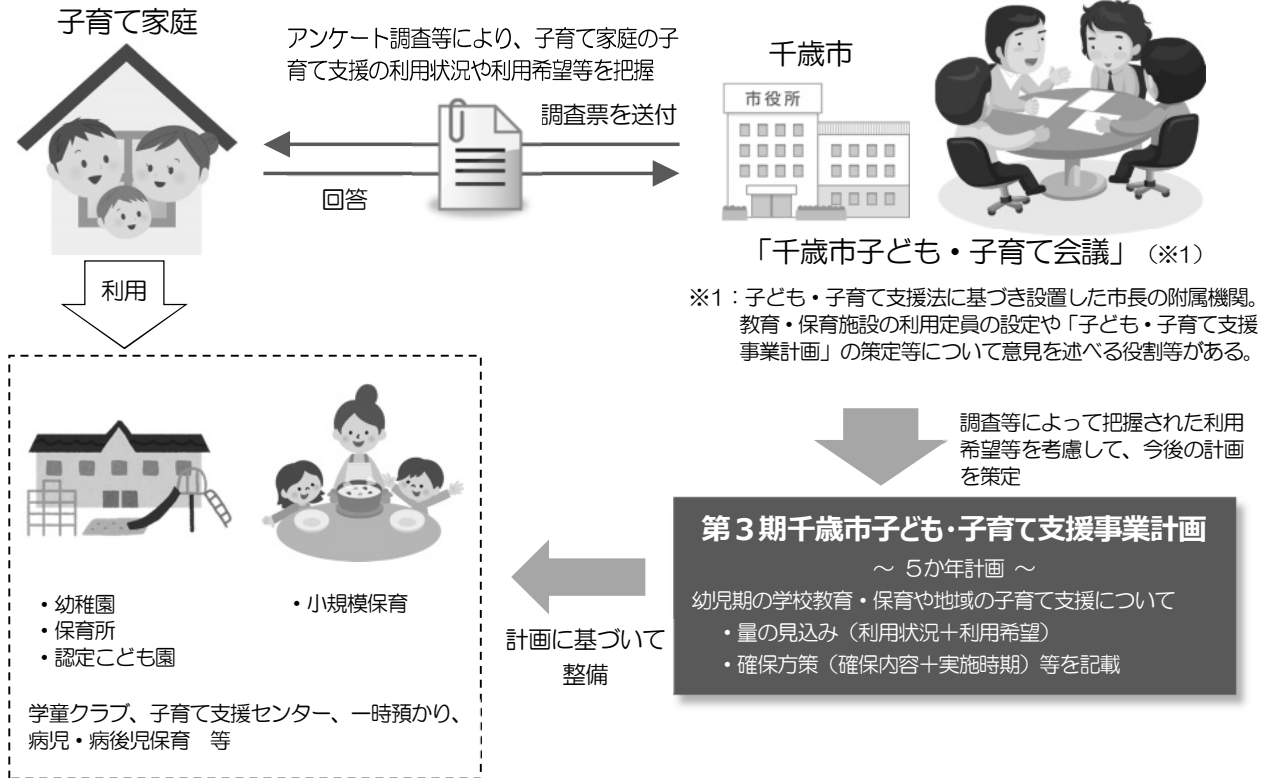 子育て家庭
アンケート調査等により、子育て家庭の子
育て支援の利用状況や利用希望等を把握
調査票を送付
回答
千歳市
市役所
「千歳市子ども・子育て会議」（※1）
※1：子ども・子育て支援法に基づき設置した市長の附属機関。
教育・保育施設の利用定員の設定や「子ども・子育て支援
事業計画」の策定等について意見を述べる役割等がある。
利用
調査等によって把握された利用
希望等を考慮して、今後の計画
を策定
第３期千歳市子ども・子育て支援事業計画
～ ５か年計画 ～
幼児期の学校教育・保育や地域の子育て支援について
・量の見込み（利用状況＋利用希望）
・確保方策（確保内容＋実施時期）等を記載
計画に基づいて
整備
・幼稚園
・保育所
・認定こども園
・小規模保育
学童クラブ、子育て支援センター、一時預かり、
病児・病後児保育　等